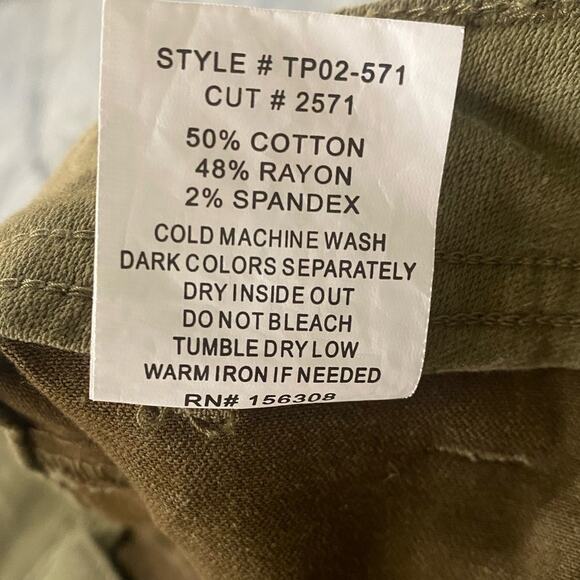 STYLE # TP02-571
CUT # 2571
50% COTTON
48% RAYON
2% SPANDEX
COLD MACHINE WASH
DARK COLORS SEPARATELY
DRY INSIDE OUT
DO NOT BLEACH
TUMBLE DRY LOW
WARM IRON IF NEEDED
RN# 156308